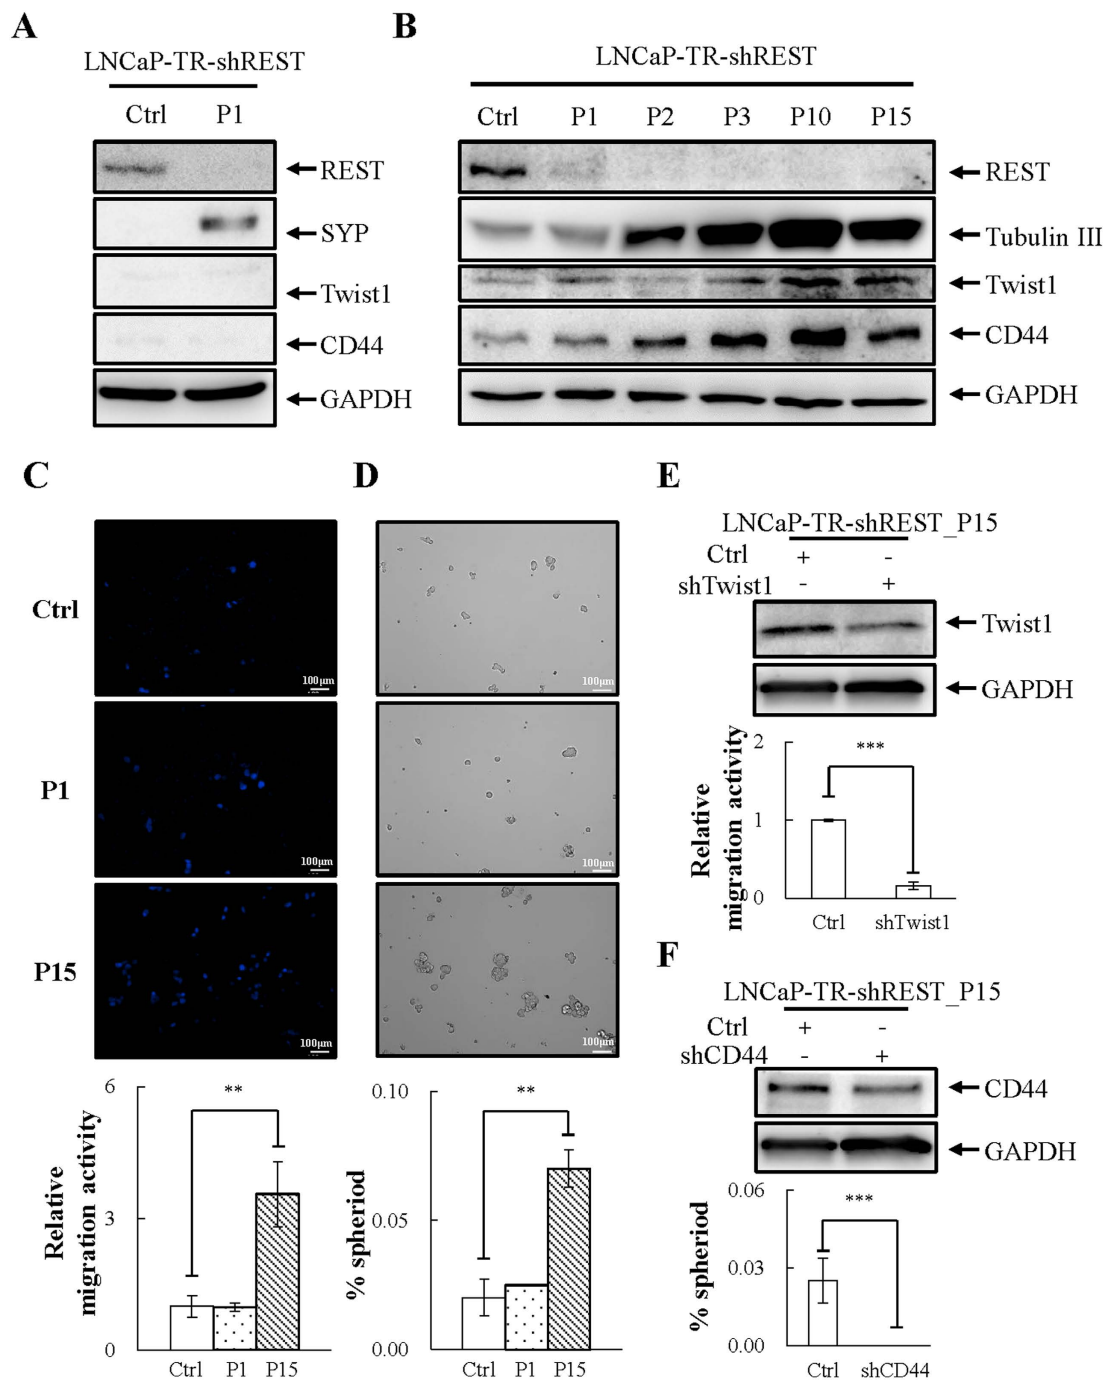 A
LNCaP-TR-shREST
Ctrl P1
REST
SYP
Twist1
CD44
GAPDH
B
LNCaP-TR-shREST
Ctrl P1 P2 P3 P10 P15
REST
Tubulin III
Twist1
CD44
GAPDH
C
Ctrl
100μm
P1
100μm
P15
100μm
6
**
Relative
migration activity
3
0
Ctrl P1 P15
D
100μm
100μm
100μm
0.10
**
% spheriod
0.05
0.00
Ctrl P1 P15
E
LNCaP-TR-shREST_P15
Ctrl + -
shTwist1 - +
Twist1
GAPDH
2
***
Relative
migration activity
1
0
Ctrl shTwist1
F
LNCaP-TR-shREST_P15
Ctrl + -
shCD44 - +
CD44
GAPDH
0.06
***
% spheriod
0.03
0.00
Ctrl shCD44